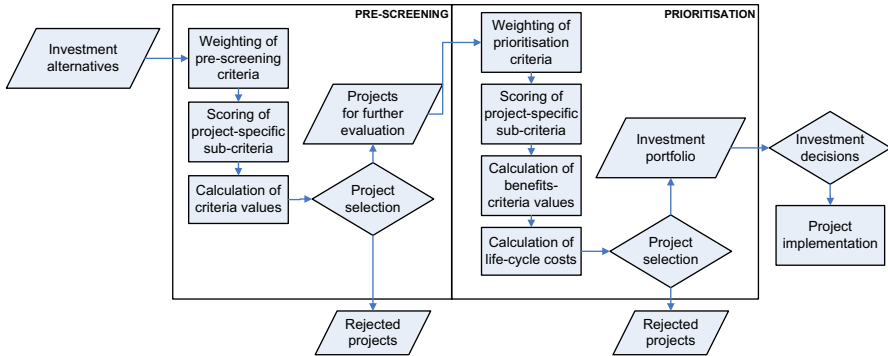 PRE-SCREENING
PRIORITISATION
Investment
alternatives
Weighting of
pre-screening
criteria
Scoring of
project-specific
sub-criteria
Calculation of
criteria values
Projects
for further
evaluation
Project
selection
Rejected
projects
Weighting of
prioritisation
criteria
Scoring of
project-specific
sub-criteria
Calculation of
benefits-
criteria values
Calculation of
life-cycle costs
Investment
portfolio
Project
selection
Rejected
projects
Investment
decisions
Project
implementation